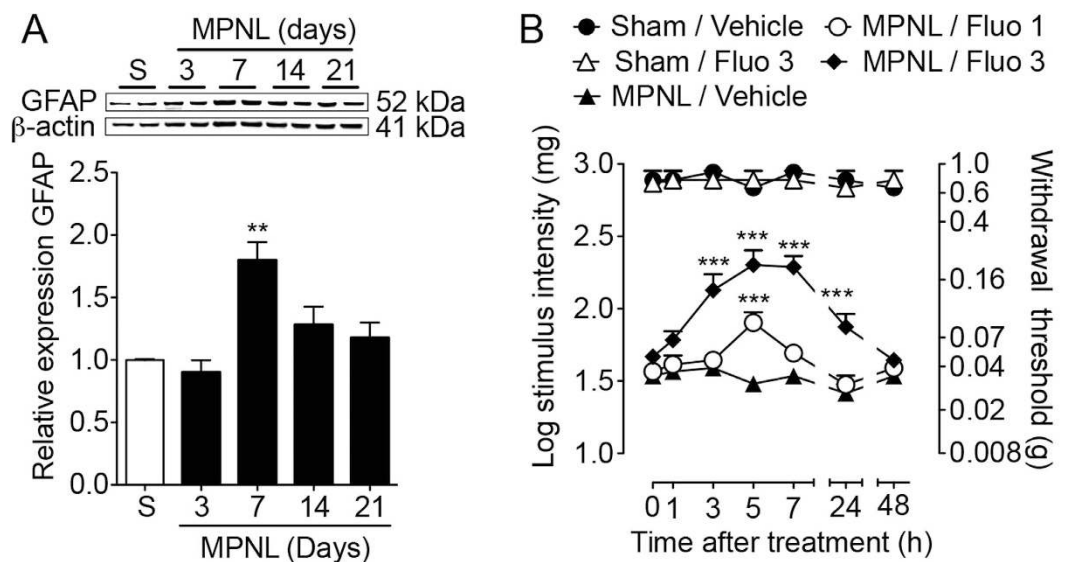 A
MPNL (days)
S 3 7 14 21
GFAP 52 kDa
β-actin 41 kDa
Relative expression GFAP
2.5
2.0
1.5
1.0
0.5
0.0
**
S 3 7 14 21
MPNL (Days)
B
Sham / Vehicle MPNL / Fluo 1
Sham / Fluo 3 MPNL / Fluo 3
MPNL / Vehicle
Log stimulus intensity (mg)
3.0
2.5
2.0
1.5
1.0
*** *** *** ***
***
1.0
0.6
0.4
0.16
0.07
0.04
0.02
0.008
Withdrawal threshold (g)
0 1 3 5 7 24 48
Time after treatment (h)